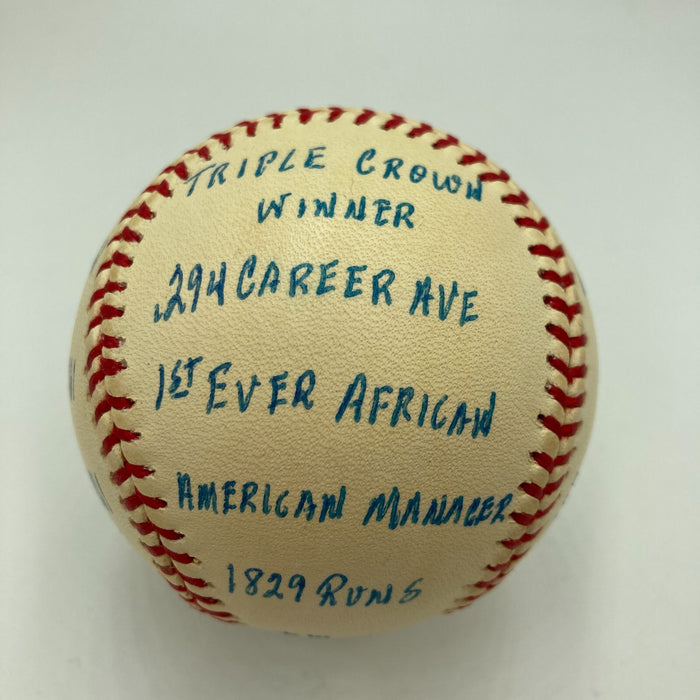 TRIPLE CROWN
WINNER
.294 CAREER AVE
1ST EVER AFRICAN
AMERICAN MANAGER
1829 RUNS